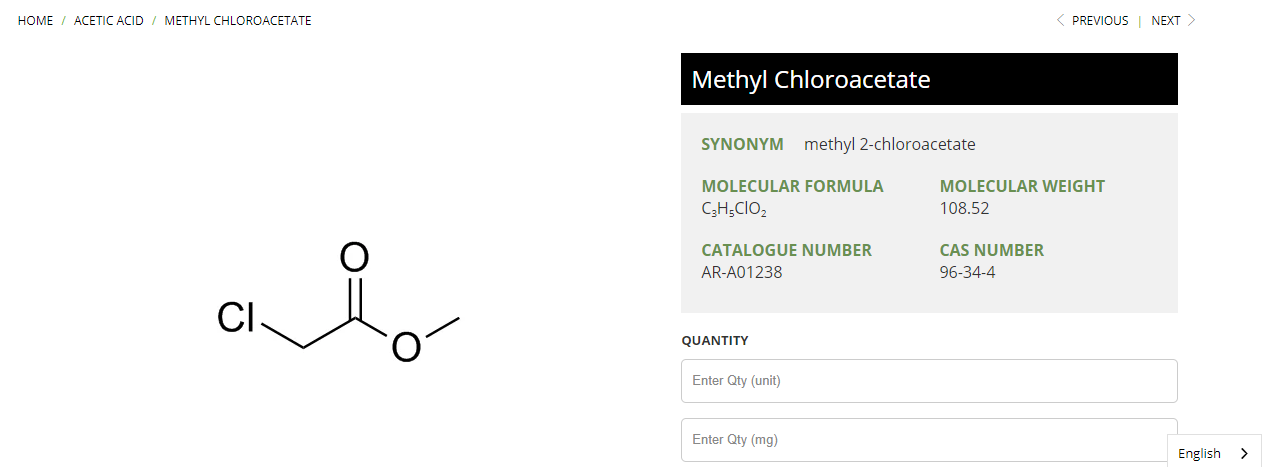 HOME / ACETIC ACID / METHYL CHLOROACETATE
PREVIOUS | NEXT
Methyl Chloroacetate
SYNONYM methyl 2-chloroacetate
MOLECULAR FORMULA
C₃H₅ClO₂
MOLECULAR WEIGHT
108.52
CATALOGUE NUMBER
AR-A01238
CAS NUMBER
96-34-4
O
Cl
O
QUANTITY
Enter Qty (unit)
Enter Qty (mg)
English